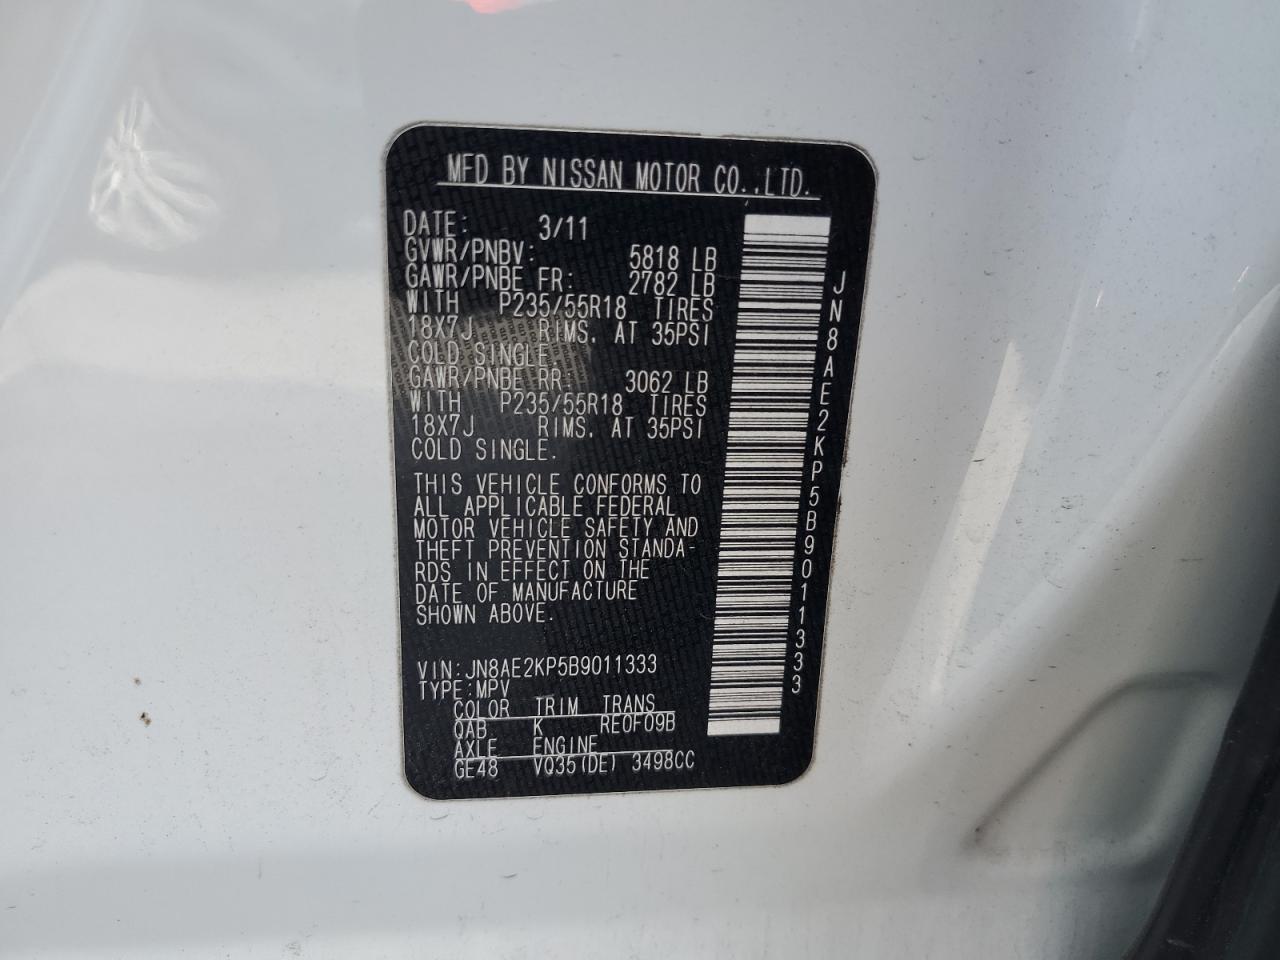 MFD BY NISSAN MOTOR CO.,LTD.
DATE: 3/11
GVWR/PNBV: 5818 LB
GAWR/PNBE FR: 2782 LB
WITH P235/55R18 TIRES
18X7J RIMS, AT 35PSI
COLD SINGLE.
GAWR/PNBE RR: 3062 LB
WITH P235/55R18 TIRES
18X7J RIMS, AT 35PSI
COLD SINGLE.
THIS VEHICLE CONFORMS TO
ALL APPLICABLE FEDERAL
MOTOR VEHICLE SAFETY AND
THEFT PREVENTION STANDA-
RDS IN EFFECT ON THE
DATE OF MANUFACTURE
SHOWN ABOVE.
VIN:JN8AE2KP5B9011333
TYPE:MPV
COLOR TRIM TRANS
QAB K RE0F09B
AXLE ENGINE
GE48 VQ35(DE) 3498CC
JN8AE2KP5B9011333